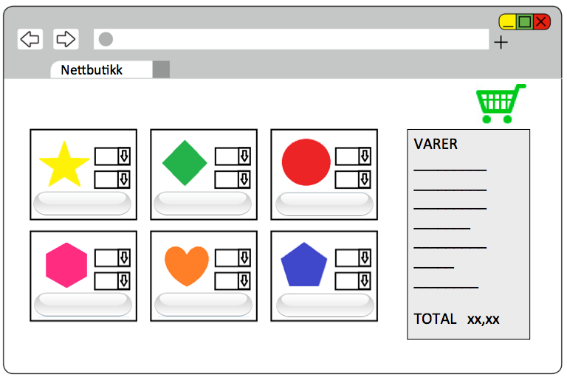 Nettbutikk
VARER
TOTAL xx,xx